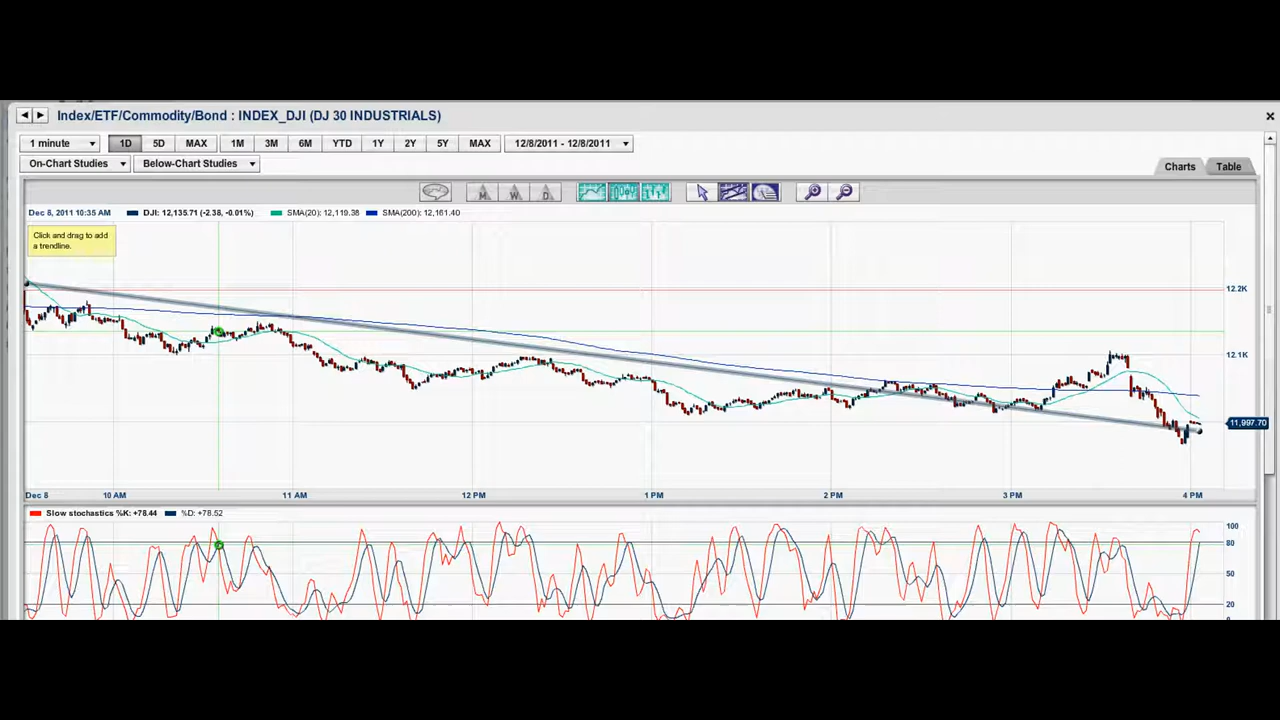 Index/ETF/Commodity/Bond : INDEX_DJI (DJ 30 INDUSTRIALS)
1 minute 1D 5D MAX 1M 3M 6M YTD 1Y 2Y 5Y MAX 12/8/2011 - 12/8/2011
On-Chart Studies Below-Chart Studies
Charts Table
M W D
Dec 8, 2011 10:35 AM DJI: 12,135.71 (-2.38, -0.01%) SMA(20): 12,119.38 SMA(200): 12,161.40
Click and drag to add
a trendline.
12.2K
12.1K
11,997.70
Dec 8 10 AM 11 AM 12 PM 1 PM 2 PM 3 PM 4 PM
Slow stochastics %K: +78.44 %D: +78.52
100
80
50
20